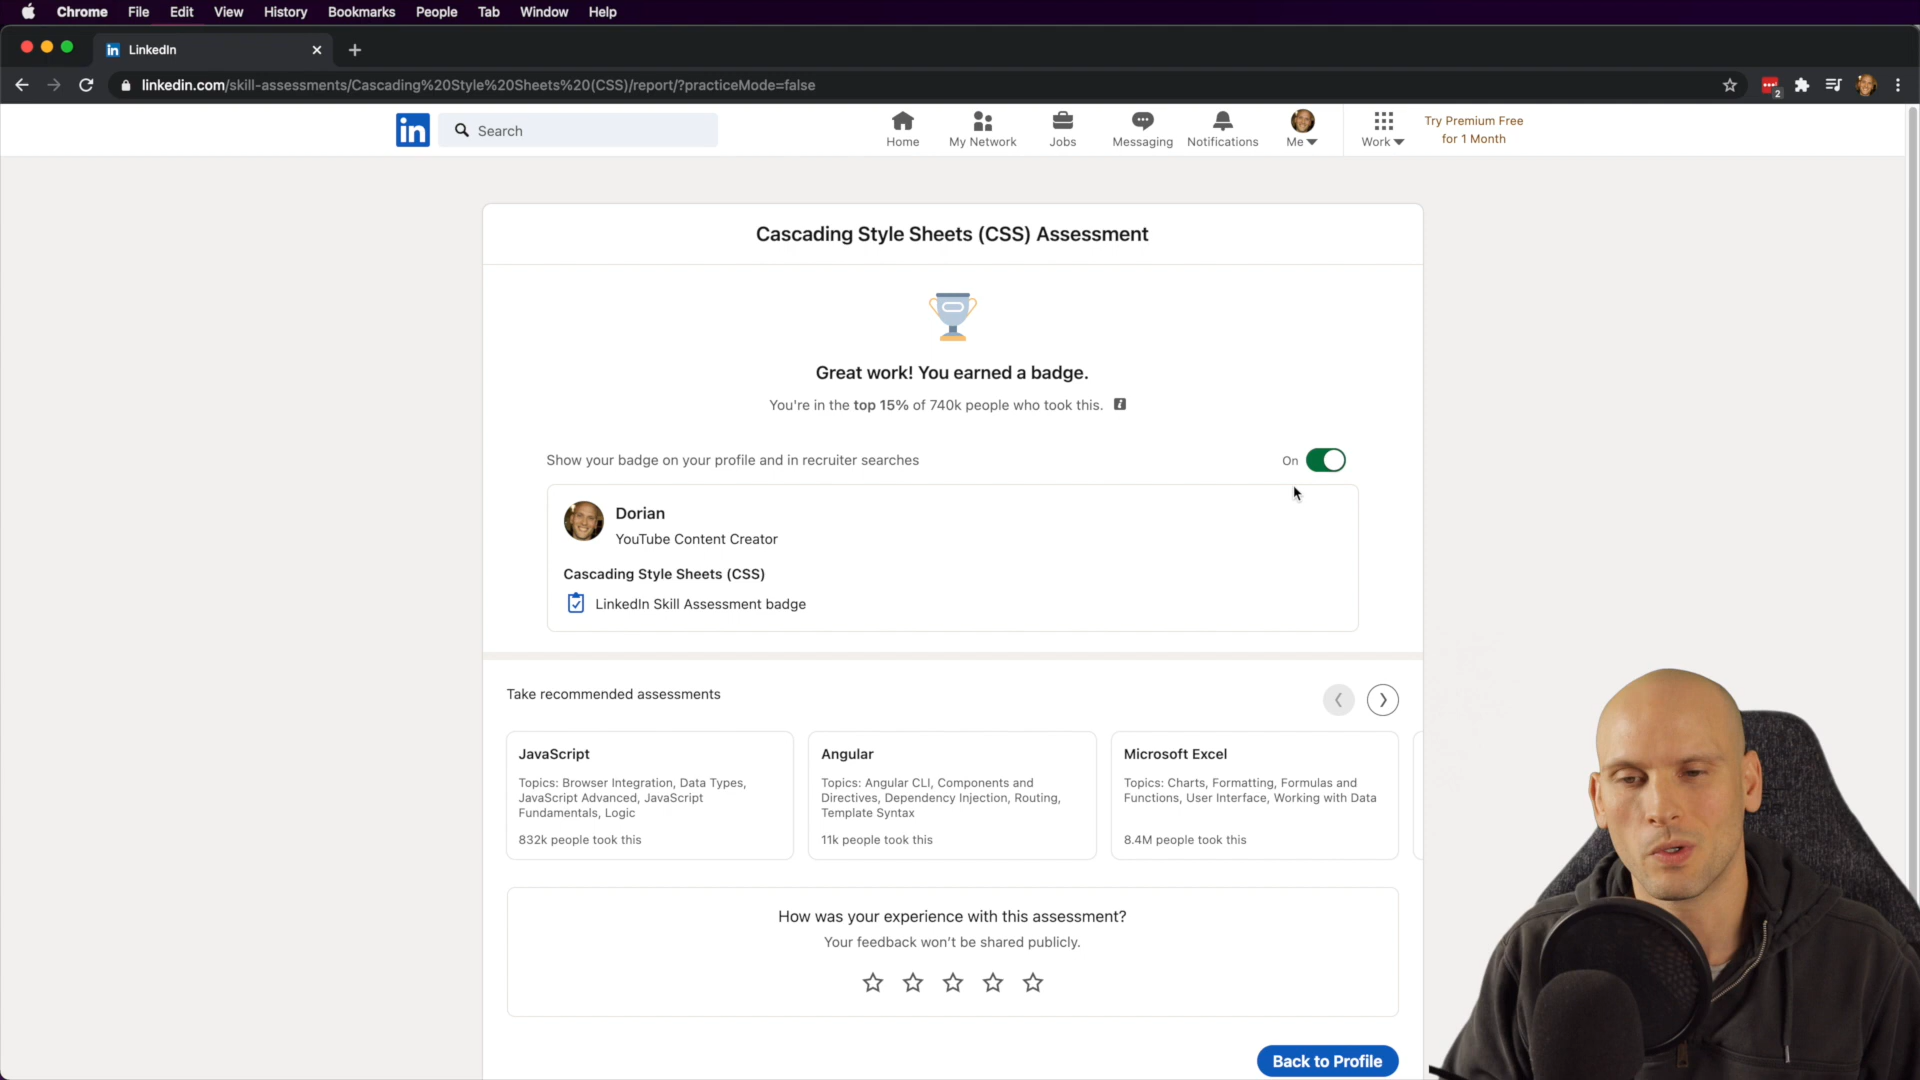 Chrome File Edit View History Bookmarks People Tab Window Help
in LinkedIn
linkedin.com/skill-assessments/Cascading%20Style%20Sheets%20(CSS)/report/?practiceMode=false
2
in
Search
Home
My Network
Jobs
Messaging
Notifications
Me
Work
Try Premium Free
for 1 Month
Cascading Style Sheets (CSS) Assessment
Great work! You earned a badge.
You're in the top 15% of 740k people who took this.
Show your badge on your profile and in recruiter searches
On
Dorian
YouTube Content Creator
Cascading Style Sheets (CSS)
LinkedIn Skill Assessment badge
Take recommended assessments
JavaScript
Topics: Browser Integration, Data Types,
JavaScript Advanced, JavaScript
Fundamentals, Logic
832k people took this
Angular
Topics: Angular CLI, Components and
Directives, Dependency Injection, Routing,
Template Syntax
11k people took this
Microsoft Excel
Topics: Charts, Formatting, Formulas and
Functions, User Interface, Working with Data
8.4M people took this
How was your experience with this assessment?
Your feedback won't be shared publicly.
Back to Profile